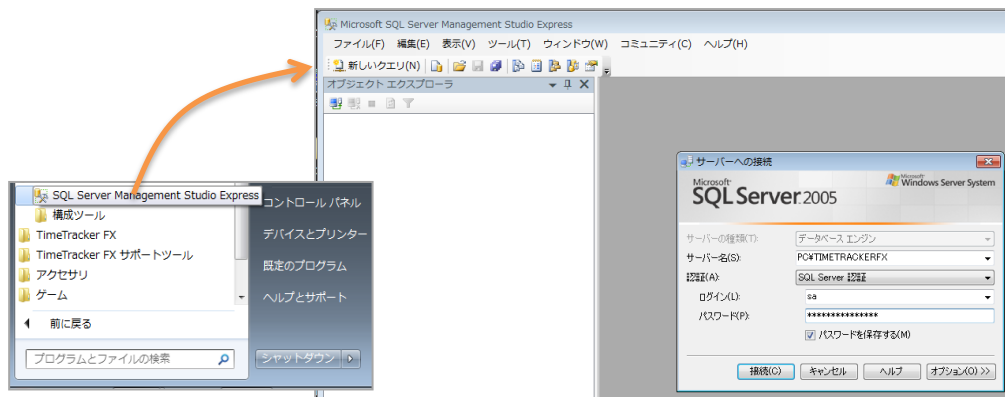 Microsoft SQL Server Management Studio Express
ファイル(F) 編集(E) 表示(V) ツール(T) ウィンドウ(W) コミュニティ(C) ヘルプ(H)
新しいクエリ(N)
オブジェクト エクスプローラ
サーバーへの接続
Microsoft
SQL Server 2005
Microsoft
Windows Server System
サーバーの種類(T):
データベース エンジン
サーバー名(S):
PC¥TIMETRACKERFX
認証(A):
SQL Server 認証
ログイン(L):
sa
パスワード(P):
***************
パスワードを保存する(M)
接続(C)
キャンセル
ヘルプ
オプション(O) >>
SQL Server Management Studio Express
構成ツール
TimeTracker FX
TimeTracker FX サポートツール
アクセサリ
ゲーム
前に戻る
プログラムとファイルの検索
コントロール パネル
デバイスとプリンター
既定のプログラム
ヘルプとサポート
シャットダウン